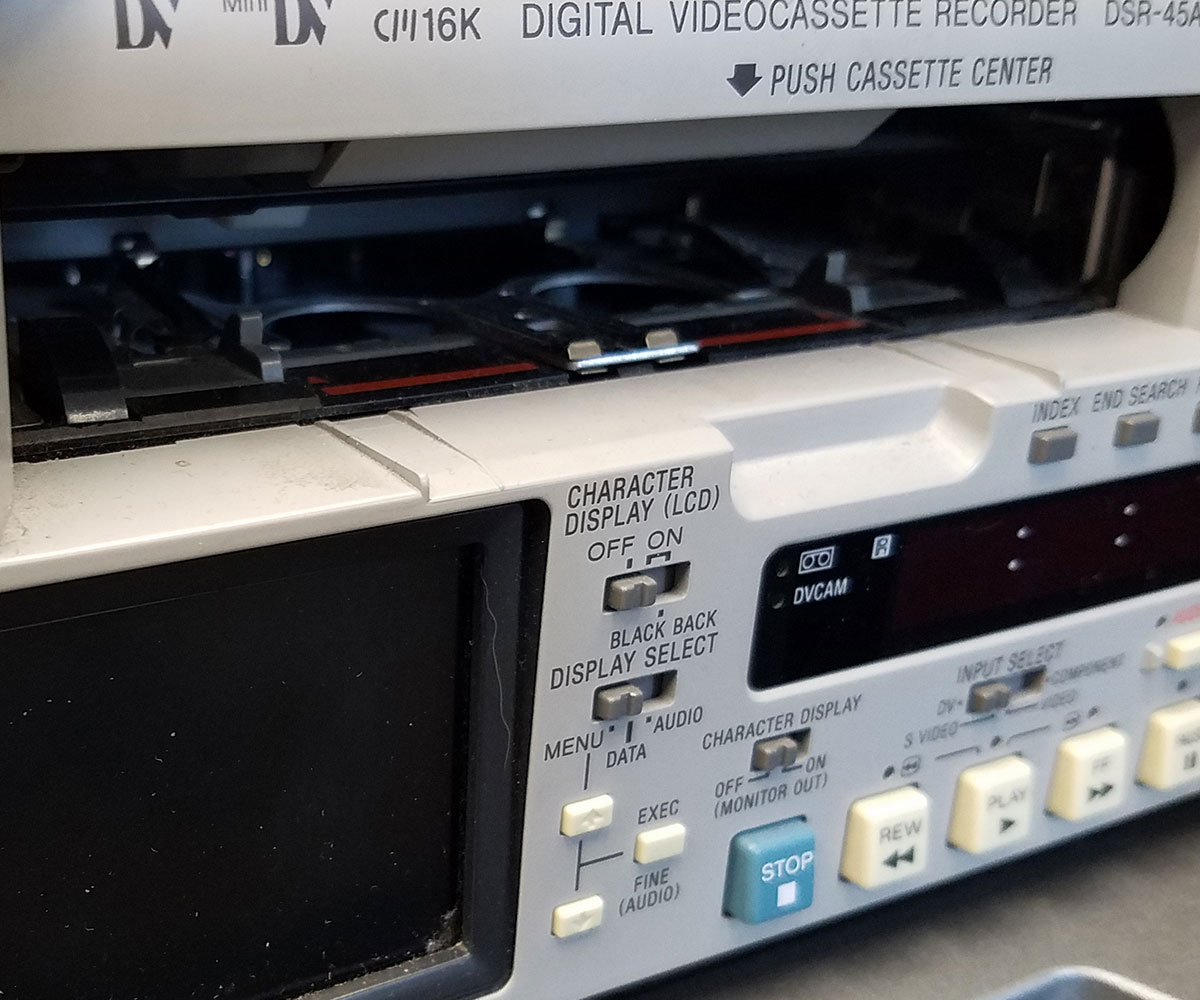 DV Mini DV C///16K DIGITAL VIDEOCASSETTE RECORDER DSR-45A
PUSH CASSETTE CENTER
INDEX END SEARCH
CHARACTER
DISPLAY (LCD)
OFF ON
BLACK BACK
DISPLAY SELECT
MENU DATA AUDIO
EXEC
FINE
(AUDIO)
DVCAM
CHARACTER DISPLAY
OFF ON
(MONITOR OUT)
INPUT SELECT
DV COMPONENT
S VIDEO VIDEO
STOP
REW
PLAY
FF